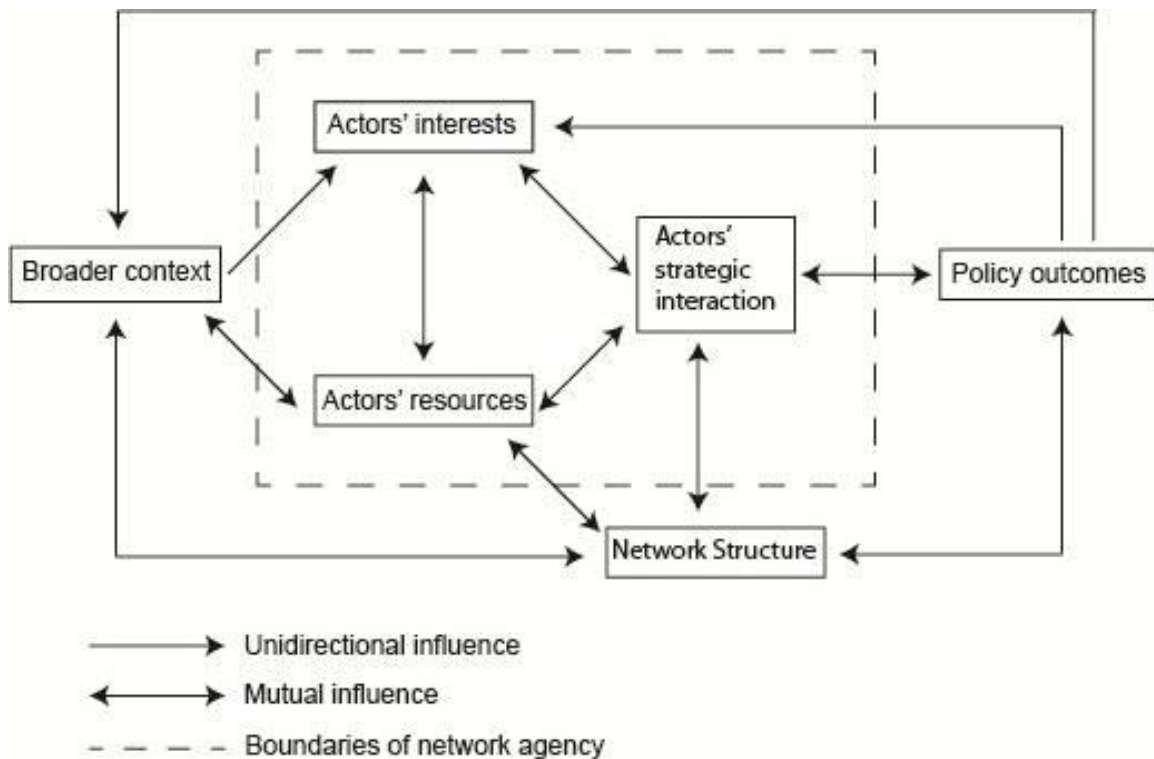 Actors' interests
Broader context
Actors'
strategic
interaction
Policy outcomes
Actors' resources
Network Structure
Unidirectional influence
Mutual influence
Boundaries of network agency